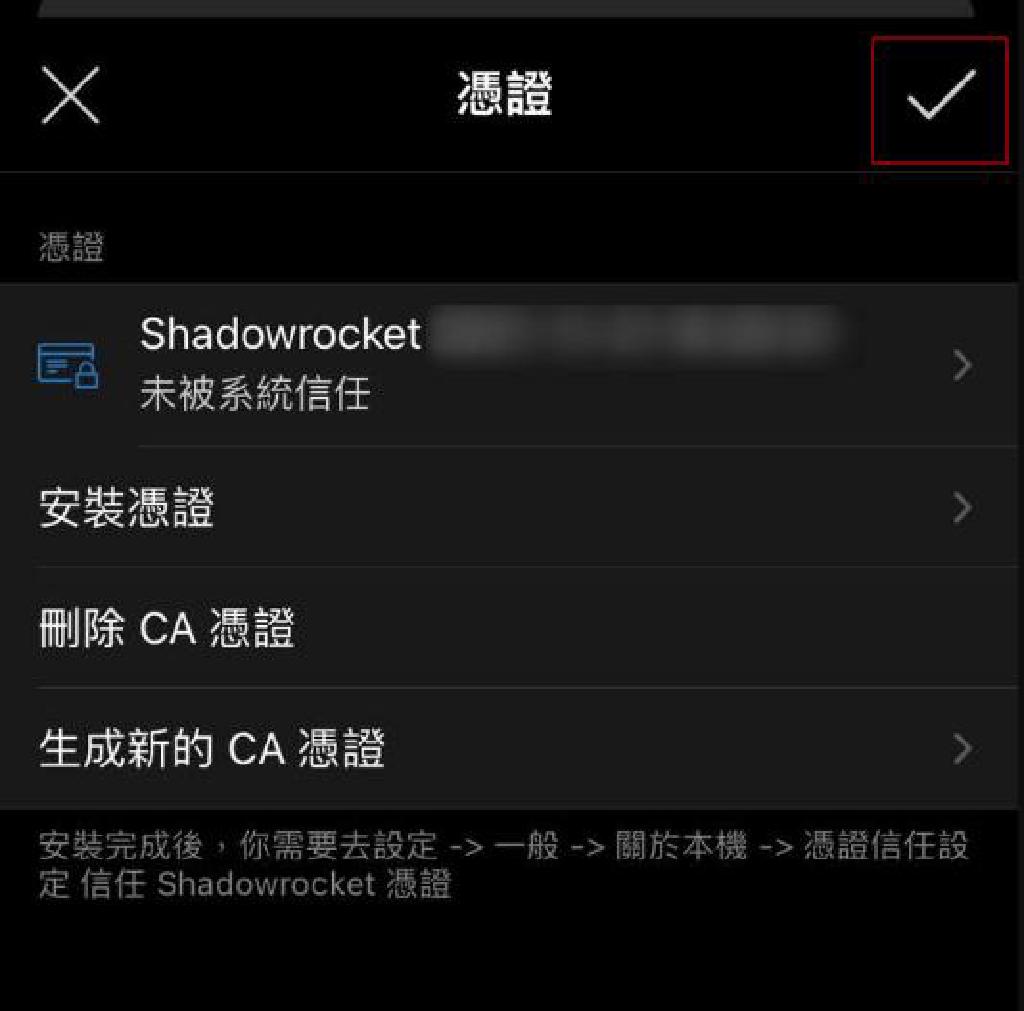 憑證
憑證
Shadowrocket
未被系統信任
安裝憑證
刪除 CA 憑證
生成新的 CA 憑證
安裝完成後，你需要去設定 -> 一般 -> 關於本機 -> 憑證信任設
定 信任 Shadowrocket 憑證